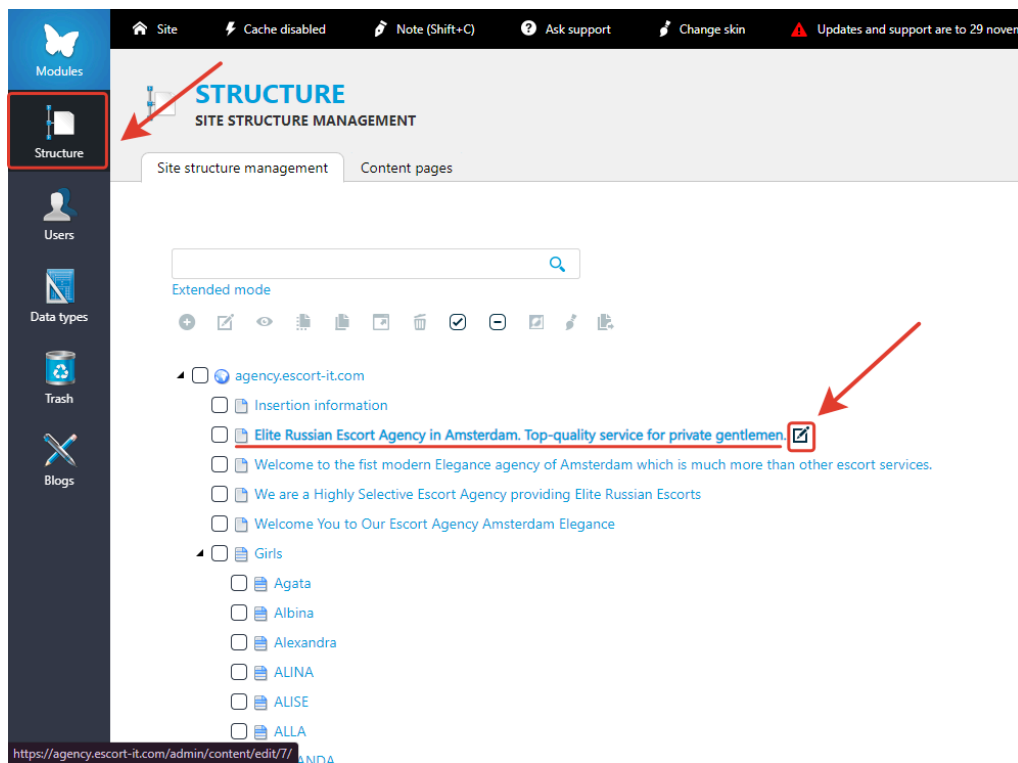 Site
Cache disabled
Note (Shift+C)
Ask support
Change skin
Updates and support are to 29 novem
Modules
Structure
Users
Data types
Trash
Blogs
STRUCTURE
SITE STRUCTURE MANAGEMENT
Site structure management
Content pages
Extended mode
agency.escort-it.com
Insertion information
Elite Russian Escort Agency in Amsterdam. Top-quality service for private gentlemen.
Welcome to the fist modern Elegance agency of Amsterdam which is much more than other escort services.
We are a Highly Selective Escort Agency providing Elite Russian Escorts
Welcome You to Our Escort Agency Amsterdam Elegance
Girls
Agata
Albina
Alexandra
ALINA
ALISE
ALLA
ANDA
https://agency.escort-it.com/admin/content/edit/7/